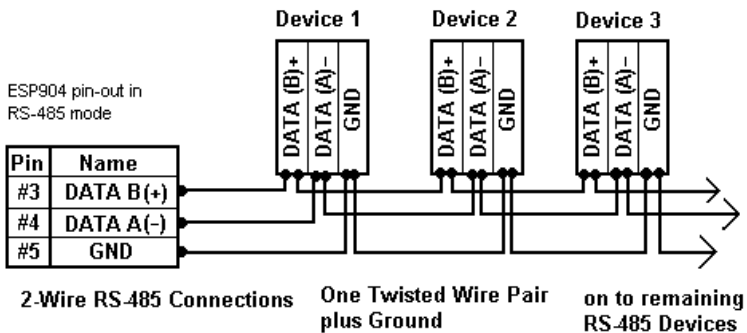 Device 1 Device 2 Device 3
DATA (B)+ DATA (A)- GND DATA (B)+ DATA (A)- GND DATA (B)+ DATA (A)- GND
ESP904 pin-out in
RS-485 mode
Pin Name
#3 DATA B(+)
#4 DATA A(-)
#5 GND
2-Wire RS-485 Connections
One Twisted Wire Pair
plus Ground
on to remaining
RS-485 Devices